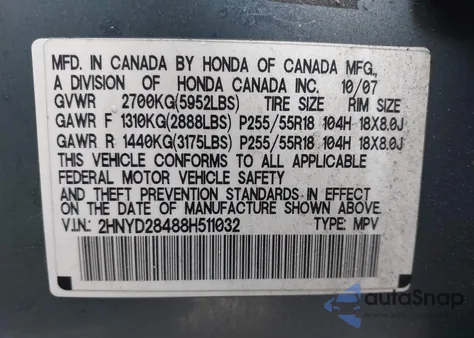 MFD. IN CANADA BY HONDA OF CANADA MFG.,
A DIVISION OF HONDA CANADA INC. 10/07
GVWR 2700KG(5952LBS) TIRE SIZE RIM SIZE
GAWR F 1310KG(2888LBS) P255/55R18 104H 18X8.0J
GAWR R 1440KG(3175LBS) P255/55R18 104H 18X8.0J
THIS VEHICLE CONFORMS TO ALL APPLICABLE
FEDERAL MOTOR VEHICLE SAFETY
AND THEFT PREVENTION STANDARDS IN EFFECT
ON THE DATE OF MANUFACTURE SHOWN ABOVE.
V.I.N.: 2HNYD28488H511032 TYPE: MPV
autoSnap